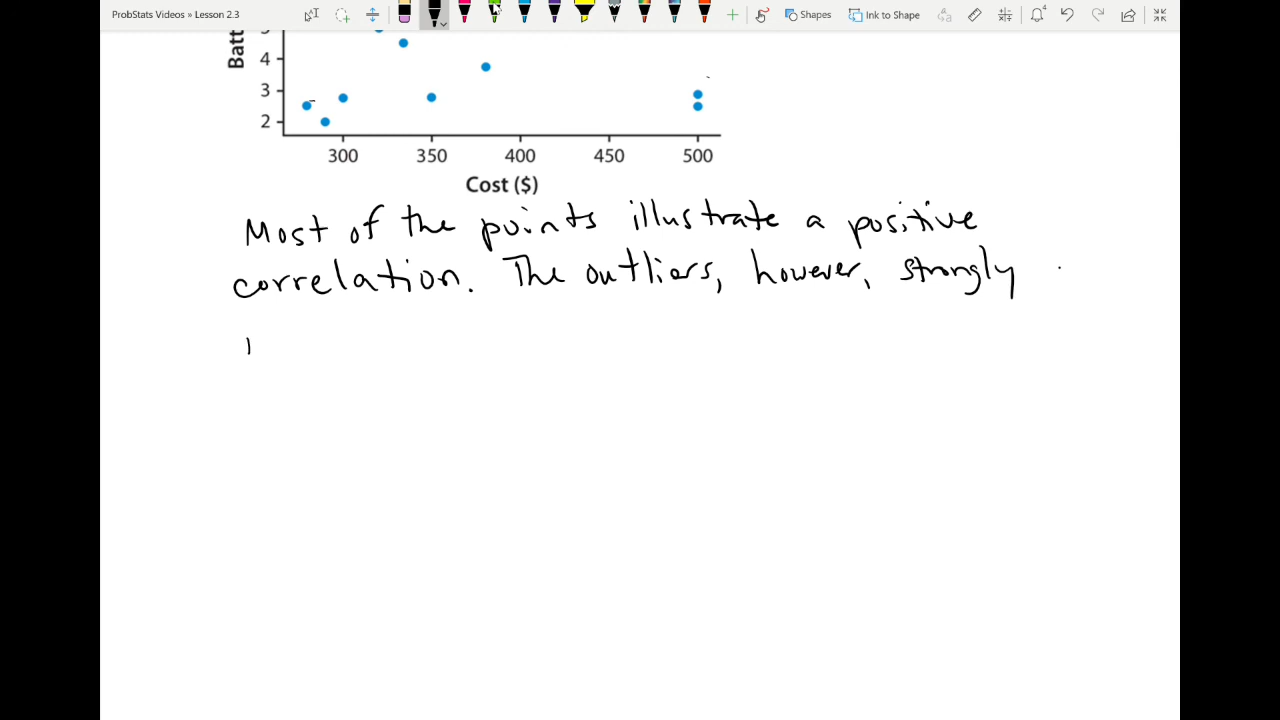 ProbStats Videos » Lesson 2.3
Shapes
Ink to Shape
Batt
4
3
2
300 350 400 450 500
Cost ($)
Most of the points illustrate a positive
correlation. The outliers, however, strongly